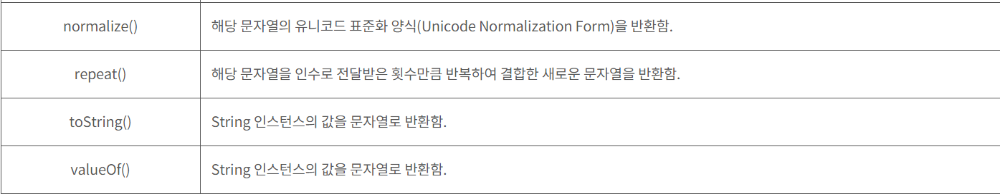 normalize() 해당 문자열의 유니코드 표준화 양식(Unicode Normalization Form)을 반환함.
repeat() 해당 문자열을 인수로 전달받은 횟수만큼 반복하여 결합한 새로운 문자열을 반환함.
toString() String 인스턴스의 값을 문자열로 반환함.
valueOf() String 인스턴스의 값을 문자열로 반환함.